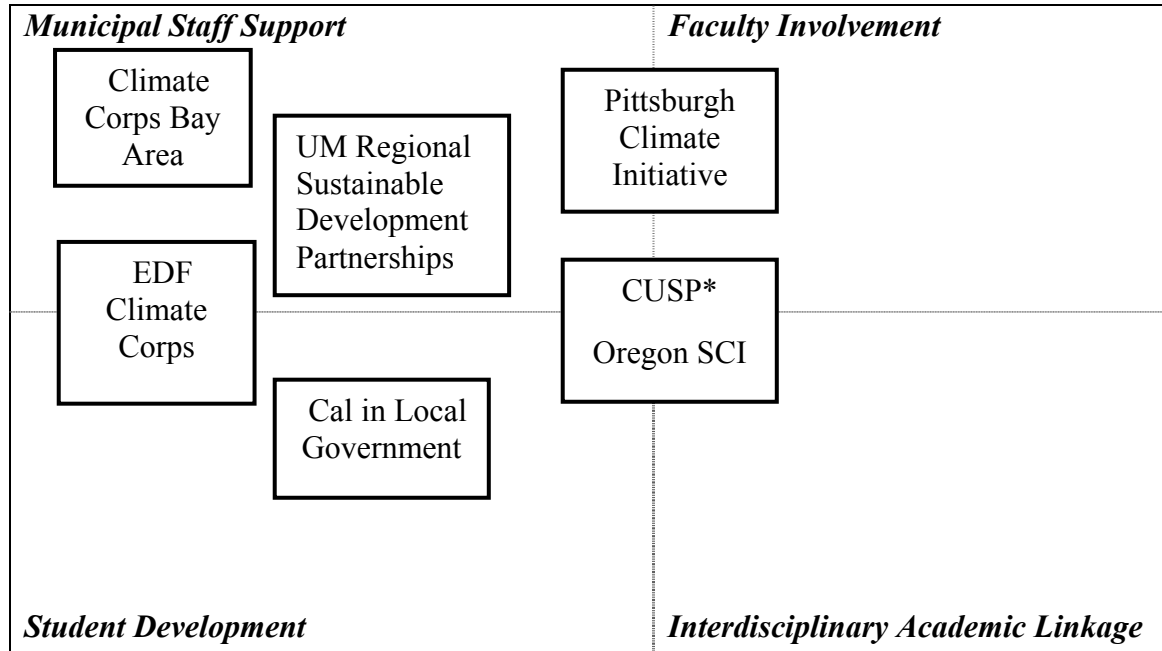 Municipal Staff Support
Faculty Involvement
Climate
Corps Bay
Area
UM Regional
Sustainable
Development
Partnerships
Pittsburgh
Climate
Initiative
EDF
Climate
Corps
CUSP*
Oregon SCI
Cal in Local
Government
Student Development
Interdisciplinary Academic Linkage